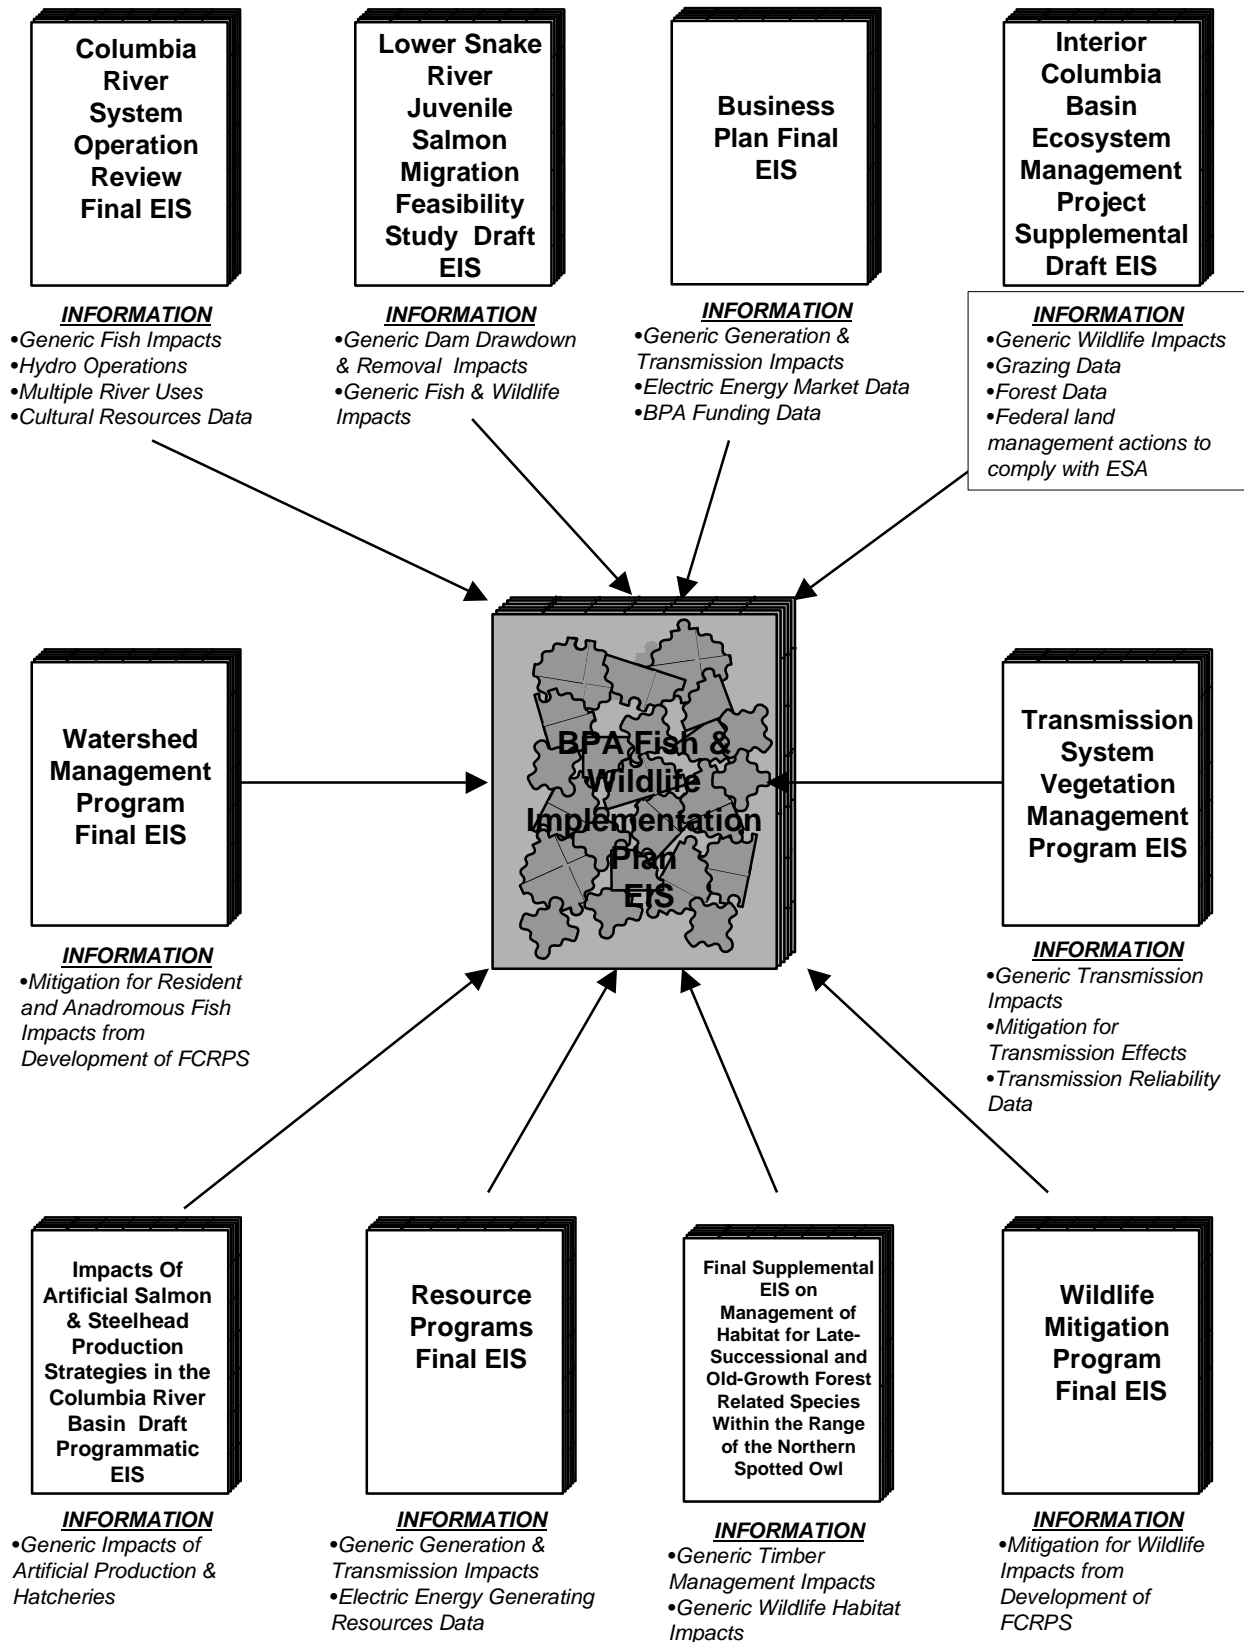 Columbia
River
System
Operation
Review
Final EIS
INFORMATION
•Generic Fish Impacts
•Hydro Operations
•Multiple River Uses
•Cultural Resources Data
Lower Snake
River
Juvenile
Salmon
Migration
Feasibility
Study Draft
EIS
INFORMATION
•Generic Dam Drawdown
& Removal Impacts
•Generic Fish & Wildlife
Impacts
Business
Plan Final
EIS
INFORMATION
•Generic Generation &
Transmission Impacts
•Electric Energy Market Data
•BPA Funding Data
Interior
Columbia
Basin
Ecosystem
Management
Project
Supplemental
Draft EIS
INFORMATION
•Generic Wildlife Impacts
•Grazing Data
•Forest Data
•Federal land
management actions to
comply with ESA
Watershed
Management
Program
Final EIS
INFORMATION
•Mitigation for Resident
and Anadromous Fish
Impacts from
Development of FCRPS
BPA Fish &
Wildlife
Implementation
Plan
EIS
Transmission
System
Vegetation
Management
Program EIS
INFORMATION
•Generic Transmission
Impacts
•Mitigation for
Transmission Effects
•Transmission Reliability
Data
Impacts Of
Artificial Salmon
& Steelhead
Production
Strategies in the
Columbia River
Basin Draft
Programmatic
EIS
INFORMATION
•Generic Impacts of
Artificial Production &
Hatcheries
Resource
Programs
Final EIS
INFORMATION
•Generic Generation &
Transmission Impacts
•Electric Energy Generating
Resources Data
Final Supplemental
EIS on
Management of
Habitat for Late-
Successional and
Old-Growth Forest
Related Species
Within the Range
of the Northern
Spotted Owl
INFORMATION
•Generic Timber
Management Impacts
•Generic Wildlife Habitat
Impacts
Wildlife
Mitigation
Program
Final EIS
INFORMATION
•Mitigation for Wildlife
Impacts from
Development of
FCRPS